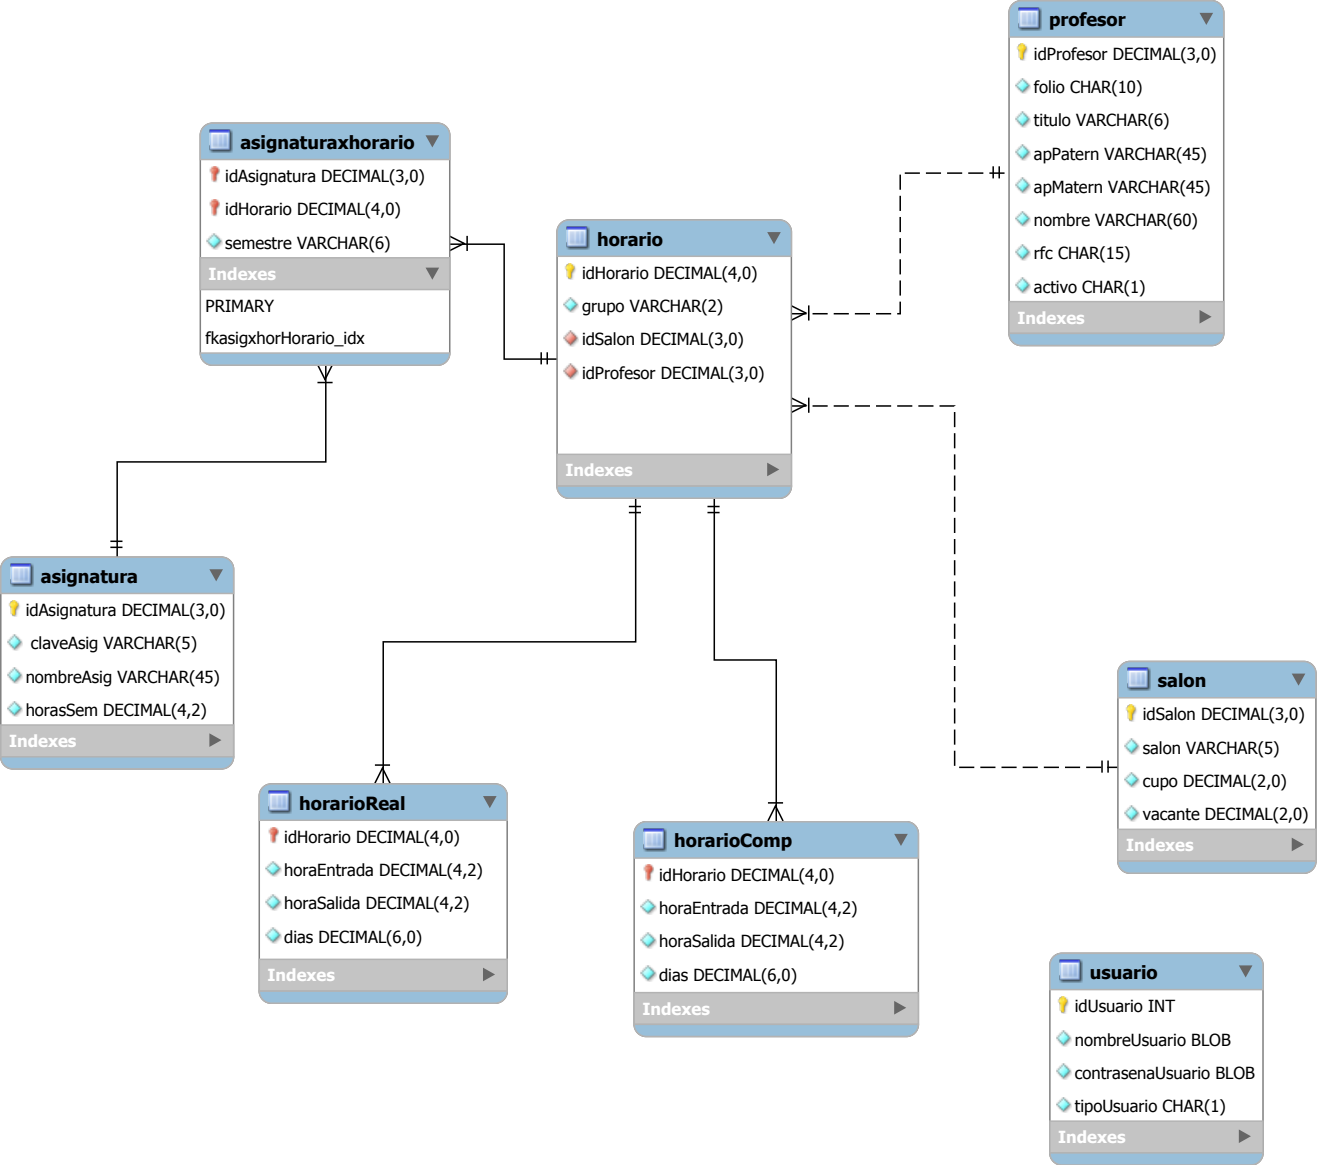 profesor
idProfesor DECIMAL(3,0)
folio CHAR(10)
titulo VARCHAR(6)
apPatern VARCHAR(45)
apMatern VARCHAR(45)
nombre VARCHAR(60)
rfc CHAR(15)
activo CHAR(1)
Indexes
asignaturaxhorario
idAsignatura DECIMAL(3,0)
idHorario DECIMAL(4,0)
semestre VARCHAR(6)
Indexes
PRIMARY
fkasigxhorHorario_idx
horario
idHorario DECIMAL(4,0)
grupo VARCHAR(2)
idSalon DECIMAL(3,0)
idProfesor DECIMAL(3,0)
Indexes
asignatura
idAsignatura DECIMAL(3,0)
claveAsig VARCHAR(5)
nombreAsig VARCHAR(45)
horasSem DECIMAL(4,2)
Indexes
salon
idSalon DECIMAL(3,0)
salon VARCHAR(5)
cupo DECIMAL(2,0)
vacante DECIMAL(2,0)
Indexes
horarioReal
idHorario DECIMAL(4,0)
horaEntrada DECIMAL(4,2)
horaSalida DECIMAL(4,2)
dias DECIMAL(6,0)
Indexes
horarioComp
idHorario DECIMAL(4,0)
horaEntrada DECIMAL(4,2)
horaSalida DECIMAL(4,2)
dias DECIMAL(6,0)
Indexes
usuario
idUsuario INT
nombreUsuario BLOB
contrasenaUsuario BLOB
tipoUsuario CHAR(1)
Indexes